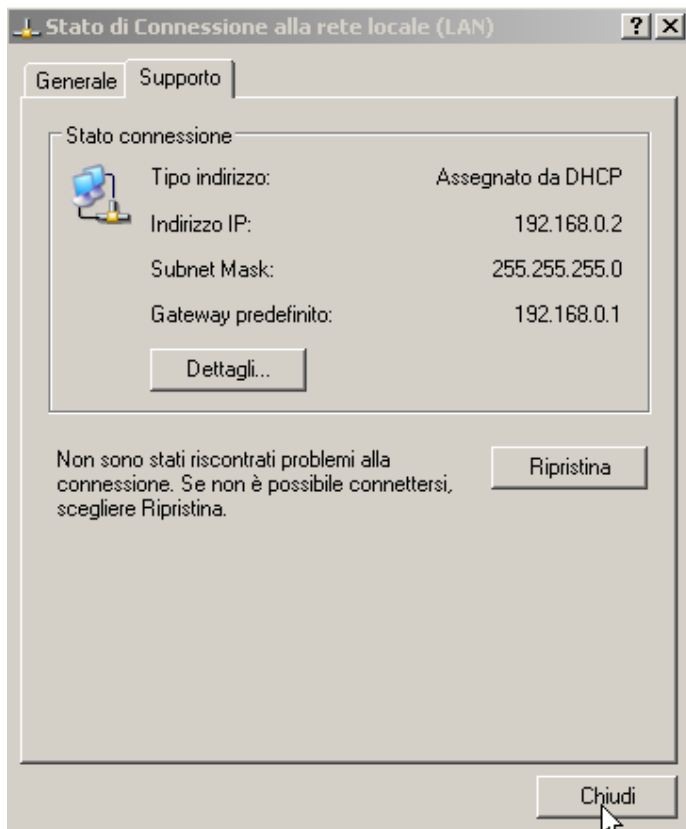 Stato di Connessione alla rete locale (LAN)
Generale
Supporto
Stato connessione
Tipo indirizzo: Assegnato da DHCP
Indirizzo IP: 192.168.0.2
Subnet Mask: 255.255.255.0
Gateway predefinito: 192.168.0.1
Dettagli...
Non sono stati riscontrati problemi alla
connessione. Se non è possibile connettersi,
scegliere Ripristina.
Ripristina
Chiudi